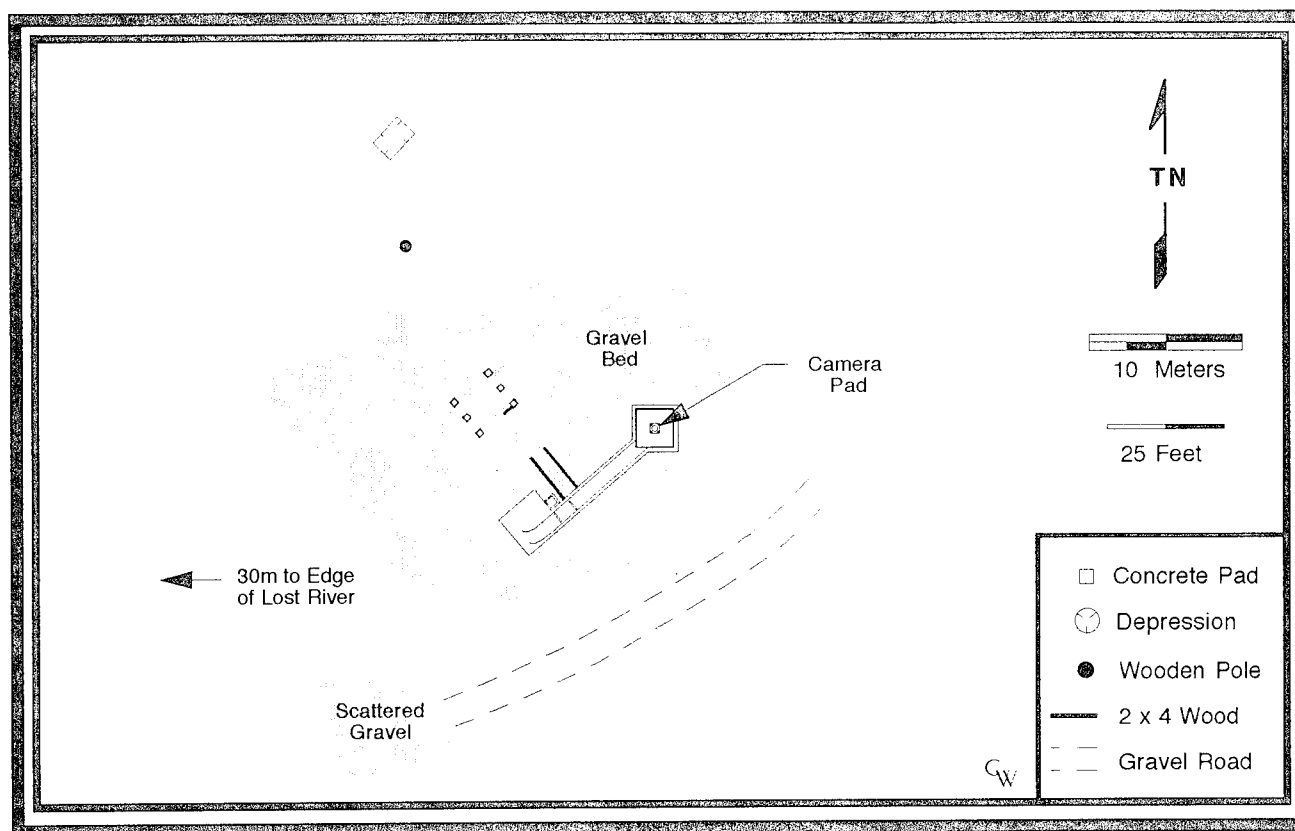 TN
Gravel
Bed
Camera
Pad
10 Meters
25 Feet
30m to Edge
of Lost River
Concrete Pad
Depression
Wooden Pole
2 x 4 Wood
Gravel Road
Scattered
Gravel
CW